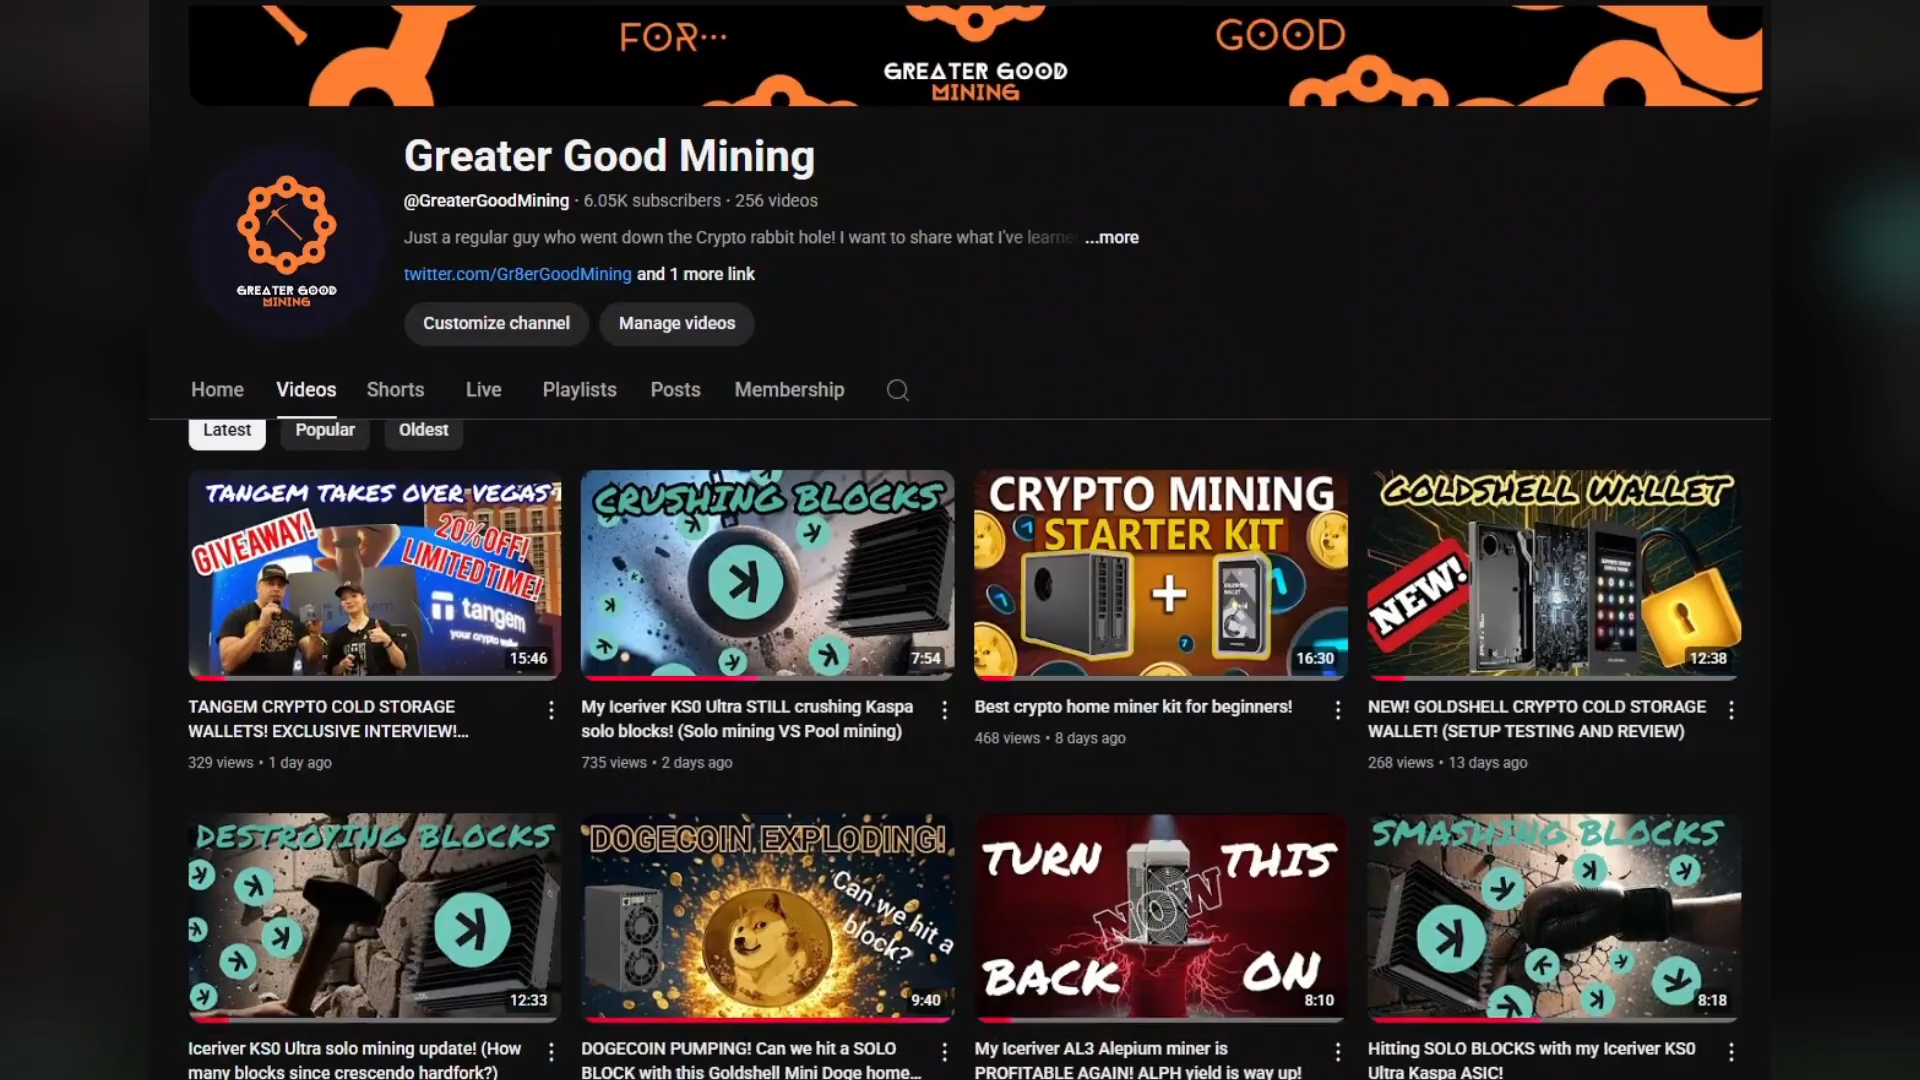 FOR...
GOOD
GREATER GOOD
MINING
Greater Good Mining
@GreaterGoodMining · 6.05K subscribers · 256 videos
Just a regular guy who went down the Crypto rabbit hole! I want to share what I've learne ...more
twitter.com/Gr8erGoodMining and 1 more link
Customize channel
Manage videos
GREATER GOOD
MINING
Home
Videos
Shorts
Live
Playlists
Posts
Membership
Latest
Popular
Oldest
TANGEM TAKES OVER VEGAS
GIVEAWAY!
20% OFF!
LIMITED TIME!
tangem
your crypto wallet
15:46
CRUSHING BLOCKS
7:54
CRYPTO MINING
STARTER KIT
+
16:30
GOLDSHELL WALLET
NEW!
12:38
TANGEM CRYPTO COLD STORAGE
WALLETS! EXCLUSIVE INTERVIEW!...
329 views • 1 day ago
My Iceriver KS0 Ultra STILL crushing Kaspa
solo blocks! (Solo mining VS Pool mining)
735 views • 2 days ago
Best crypto home miner kit for beginners!
468 views • 8 days ago
NEW! GOLDSHELL CRYPTO COLD STORAGE
WALLET! (SETUP TESTING AND REVIEW)
268 views • 13 days ago
DESTROYING BLOCKS
12:33
DOGECOIN EXPLODING!
Can we hit a
block?
9:40
TURN THIS
NOW
BACK ON
8:10
SMASHING BLOCKS
8:18
Iceriver KS0 Ultra solo mining update! (How
many blocks since crescendo hardfork?)
DOGECOIN PUMPING! Can we hit a SOLO
BLOCK with this Goldshell Mini Doge home...
My Iceriver AL3 Alepium miner is
PROFITABLE AGAIN! ALPH yield is way up!
Hitting SOLO BLOCKS with my Iceriver KS0
Ultra Kaspa ASIC!